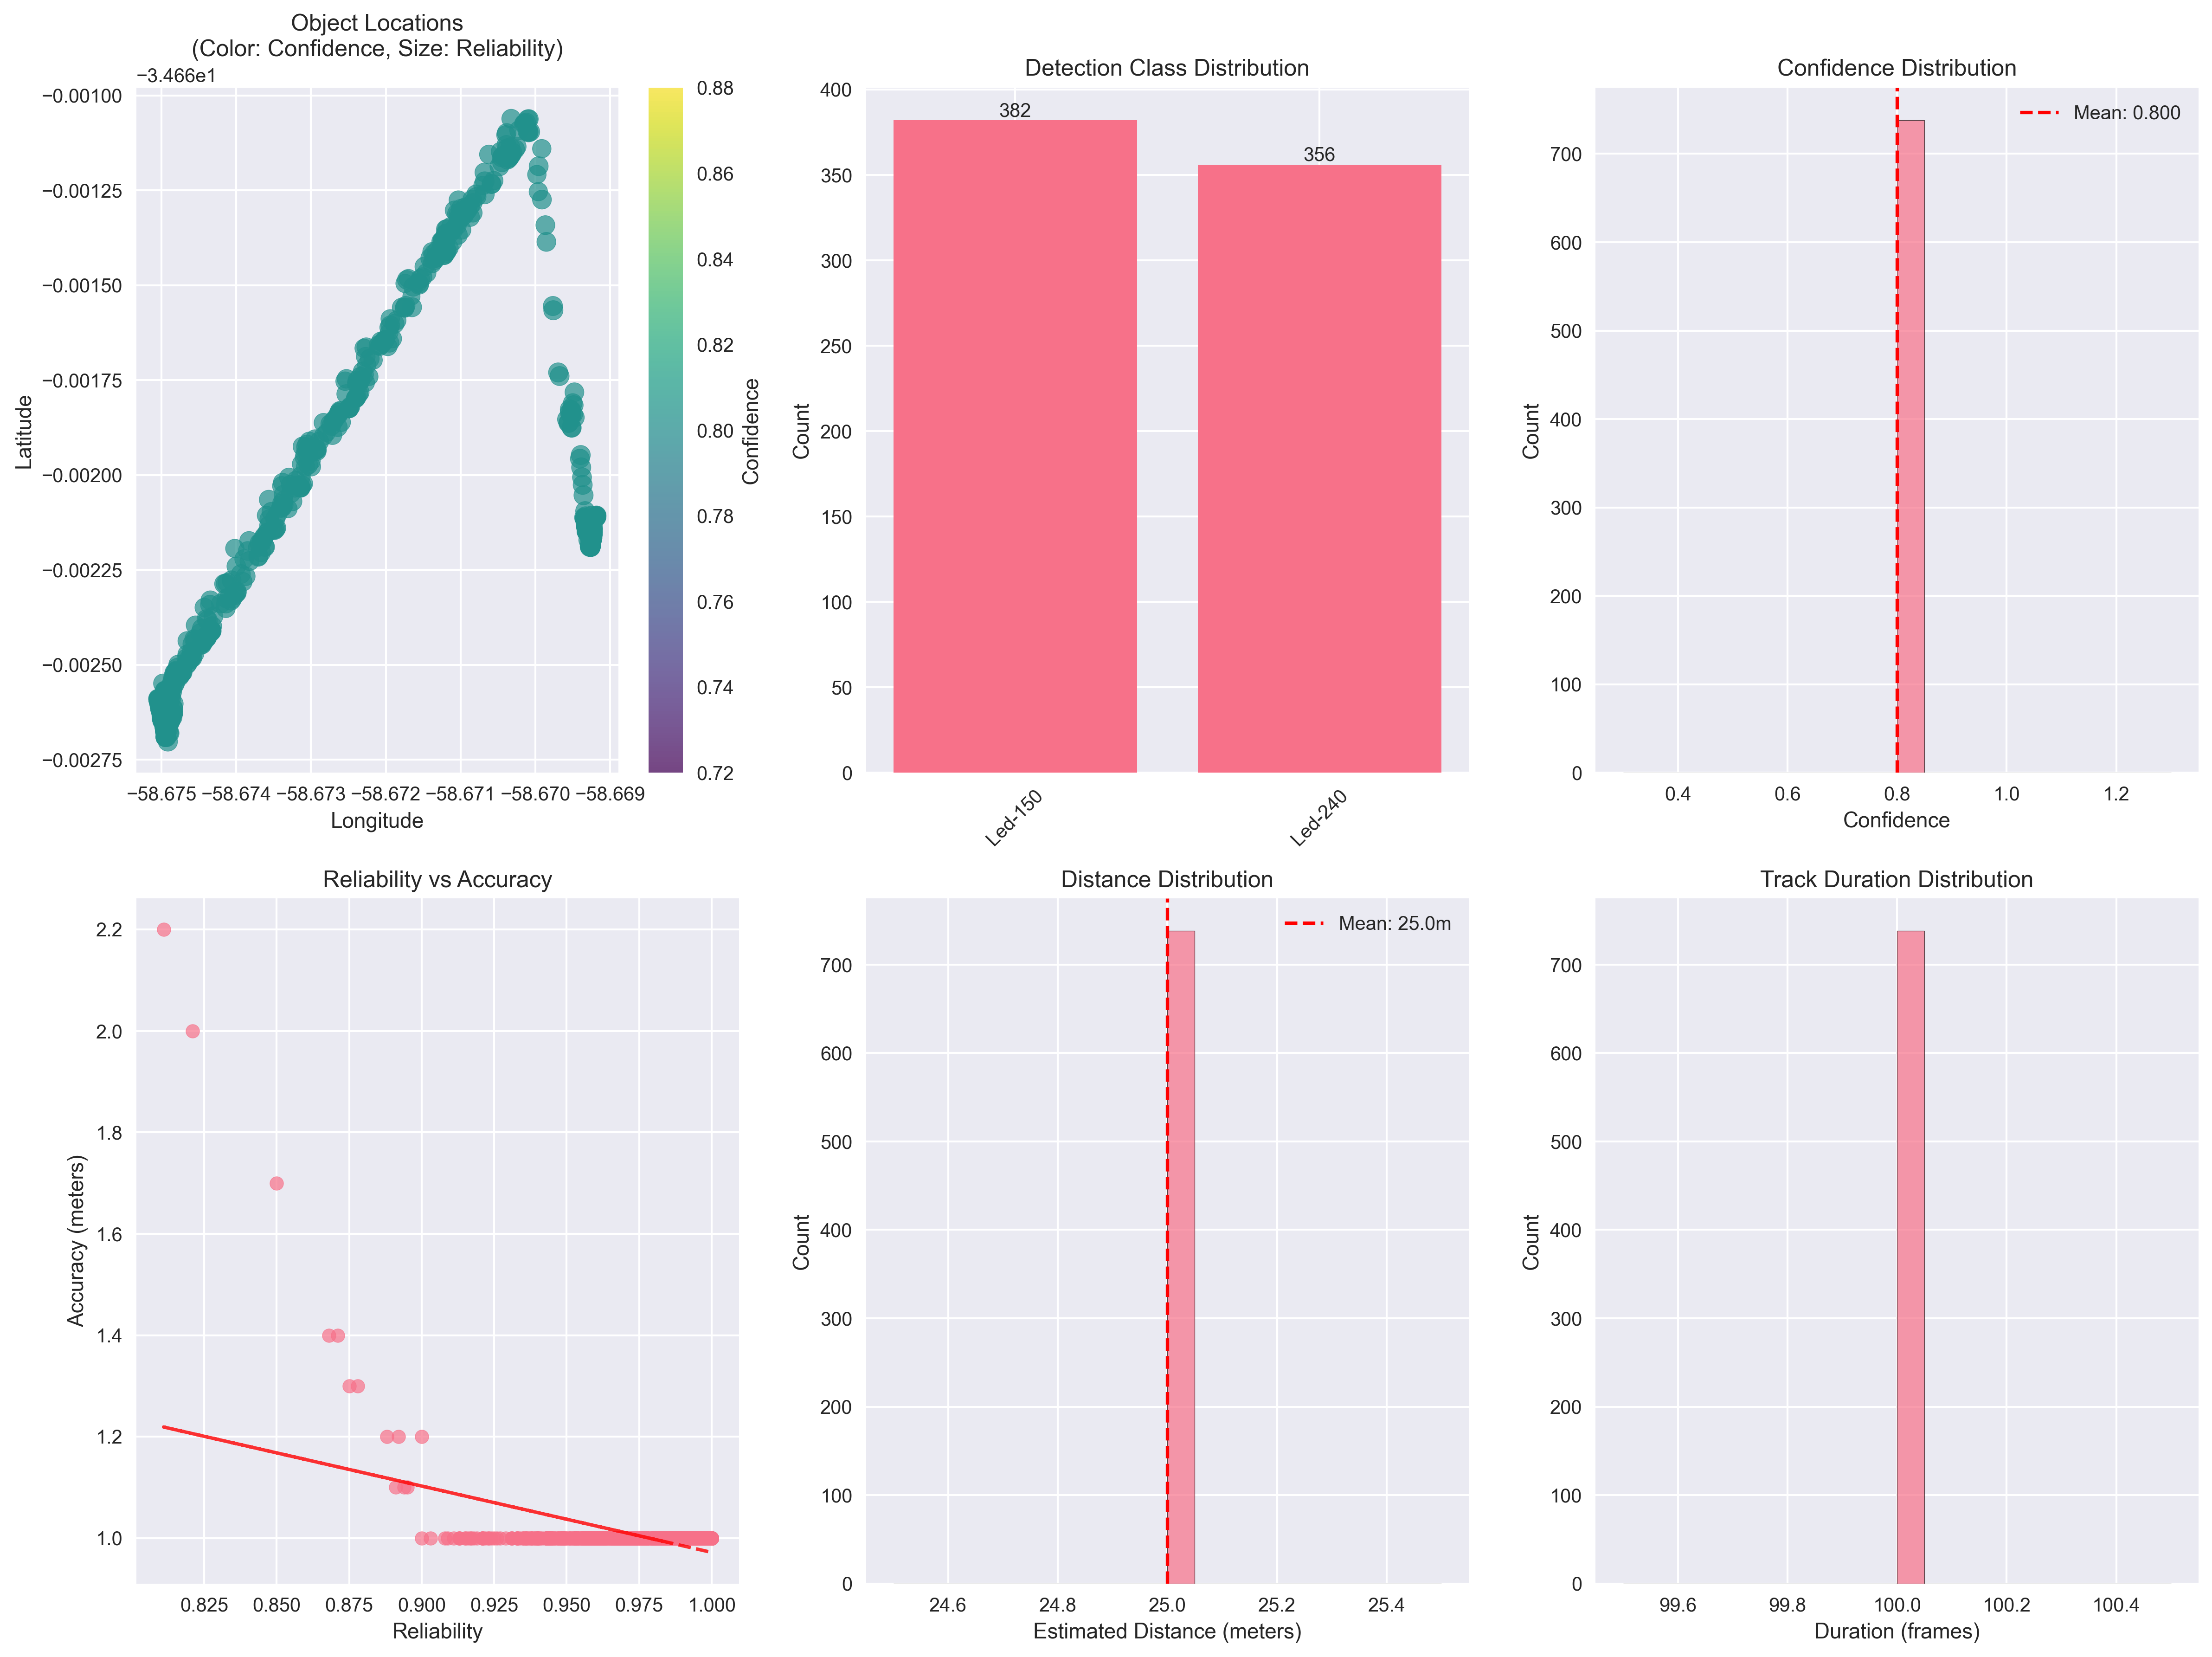 Object Locations
(Color: Confidence, Size: Reliability)
−3.466e1
−0.00100
−0.00125
−0.00150
−0.00175
−0.00200
−0.00225
−0.00250
−0.00275
Latitude
−58.675 −58.674 −58.673 −58.672 −58.671 −58.670 −58.669
Longitude
0.88
0.86
0.84
0.82
0.80
0.78
0.76
0.74
0.72
Confidence
Detection Class Distribution
400
350
300
250
200
150
100
50
0
Count
382
356
Led-150
Led-240
Confidence Distribution
Mean: 0.800
700
600
500
400
300
200
100
0
Count
0.4 0.6 0.8 1.0 1.2
Confidence
Reliability vs Accuracy
2.2
2.0
1.8
1.6
1.4
1.2
1.0
Accuracy (meters)
0.825 0.850 0.875 0.900 0.925 0.950 0.975 1.000
Reliability
Distance Distribution
Mean: 25.0m
700
600
500
400
300
200
100
0
Count
24.6 24.8 25.0 25.2 25.4
Estimated Distance (meters)
Track Duration Distribution
700
600
500
400
300
200
100
0
Count
99.6 99.8 100.0 100.2 100.4
Duration (frames)